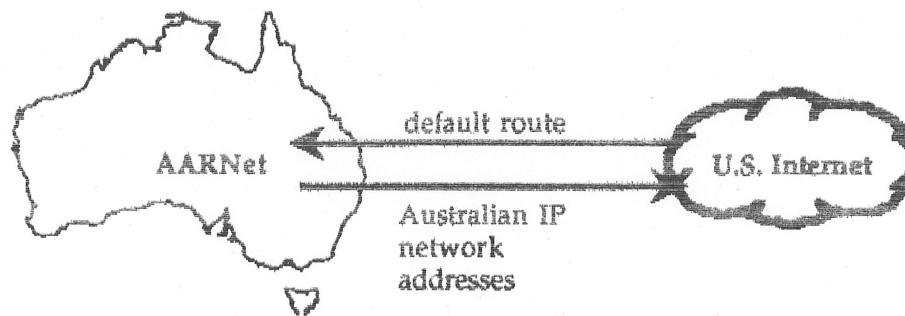 default route
AARNet
U.S. Internet
Australian IP
network
addresses